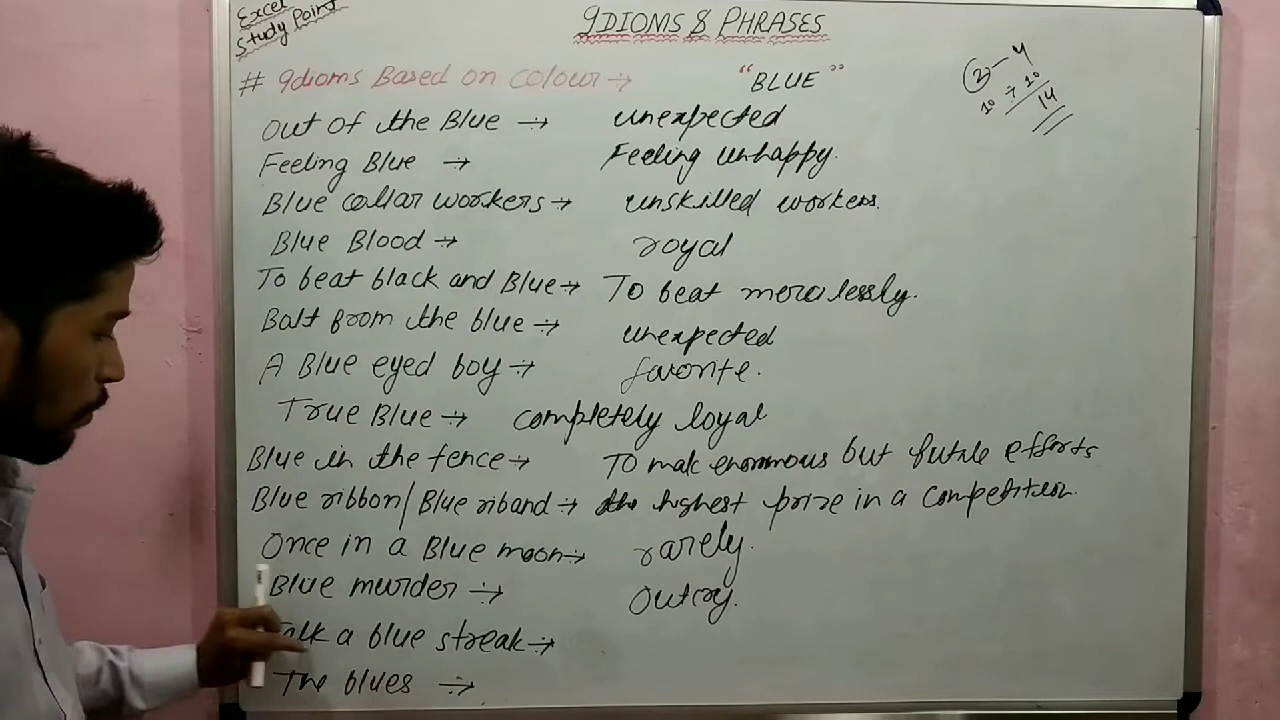 Excel
Study Point
IDIOMS & PHRASES
# Idioms Based on Colour → "BLUE"
Out of the Blue → unexpected
Feeling Blue → Feeling unhappy.
Blue collar workers → unskilled workers.
Blue Blood → royal
To beat black and Blue → To beat mercilessly.
Bolt from the blue → unexpected
A Blue eyed boy → favorite.
True Blue → completely loyal
Blue in the fence → To make enormous but futile efforts
Blue ribbon/Blue riband → the highest prize in a competition.
Once in a Blue moon → rarely.
Blue murder → outcry.
Talk a blue streak →
The blues →